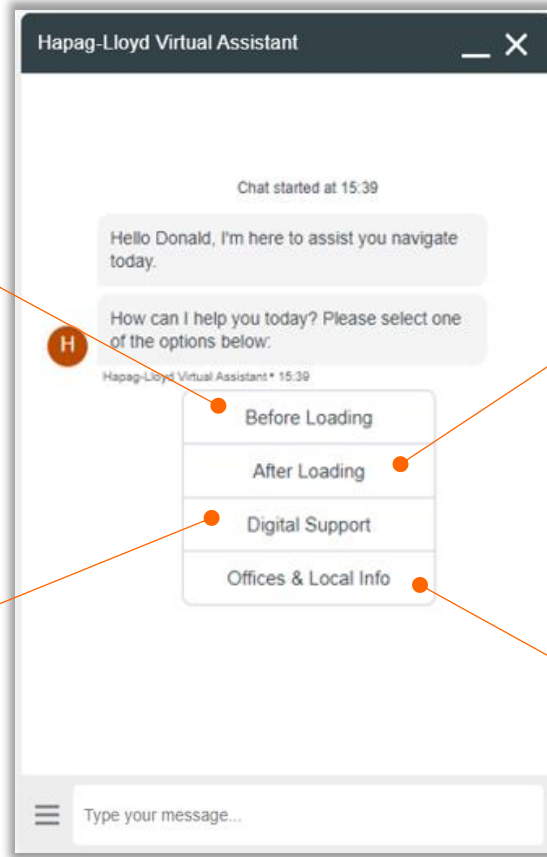 Hapag-Lloyd Virtual Assistant
Chat started at 15:39
Hello Donald, I'm here to assist you navigate
today.
How can I help you today? Please select one
of the options below:
H
Hapag-Lloyd Virtual Assistant • 15:39
Before Loading
After Loading
Digital Support
Offices & Local Info
Type your message...